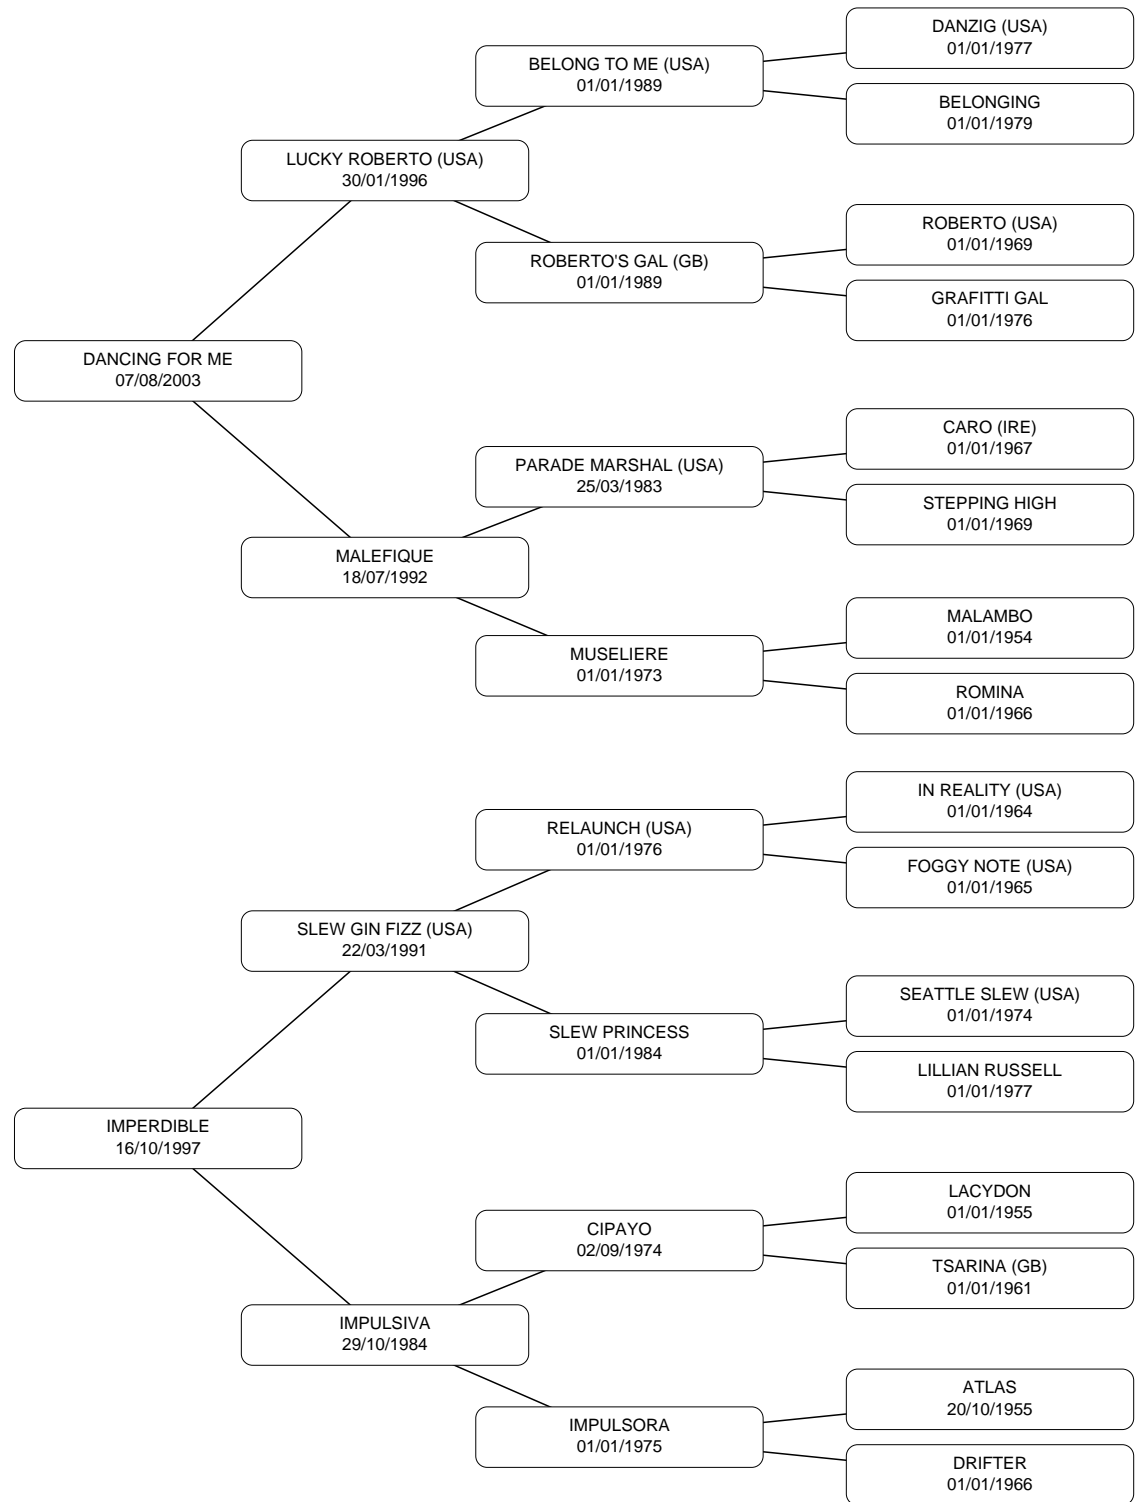 DANZIG (USA)
01/01/1977
BELONG TO ME (USA)
01/01/1989
BELONGING
01/01/1979
LUCKY ROBERTO (USA)
30/01/1996
ROBERTO (USA)
01/01/1969
ROBERTO'S GAL (GB)
01/01/1989
GRAFITTI GAL
01/01/1976
DANCING FOR ME
07/08/2003
CARO (IRE)
01/01/1967
PARADE MARSHAL (USA)
25/03/1983
STEPPING HIGH
01/01/1969
MALEFIQUE
18/07/1992
MALAMBO
01/01/1954
MUSELIERE
01/01/1973
ROMINA
01/01/1966
IN REALITY (USA)
01/01/1964
RELAUNCH (USA)
01/01/1976
FOGGY NOTE (USA)
01/01/1965
SLEW GIN FIZZ (USA)
22/03/1991
SEATTLE SLEW (USA)
01/01/1974
SLEW PRINCESS
01/01/1984
LILLIAN RUSSELL
01/01/1977
IMPERDIBLE
16/10/1997
LACYDON
01/01/1955
CIPAYO
02/09/1974
TSARINA (GB)
01/01/1961
IMPULSIVA
29/10/1984
ATLAS
20/10/1955
IMPULSORA
01/01/1975
DRIFTER
01/01/1966